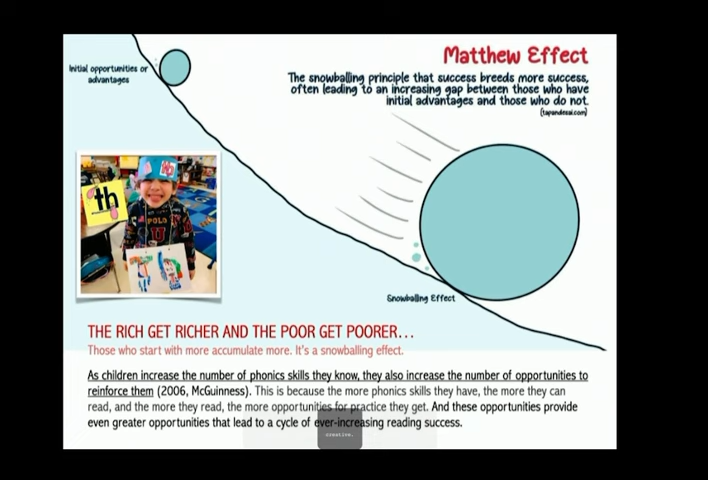 Matthew Effect
Initial opportunities or
advantages
The snowballing principle that success breeds more success,
often leading to an increasing gap between those who have
initial advantages and those who do not.
(tapandesai.com)
th
POLO
U
Snowballing Effect
THE RICH GET RICHER AND THE POOR GET POORER...
Those who start with more accumulate more. It's a snowballing effect.
As children increase the number of phonics skills they know, they also increase the number of opportunities to
reinforce them (2006, McGuinness). This is because the more phonics skills they have, the more they can
read, and the more they read, the more opportunities for practice they get. And these opportunities provide
even greater opportunities that lead to a cycle of ever-increasing reading success.
creative.